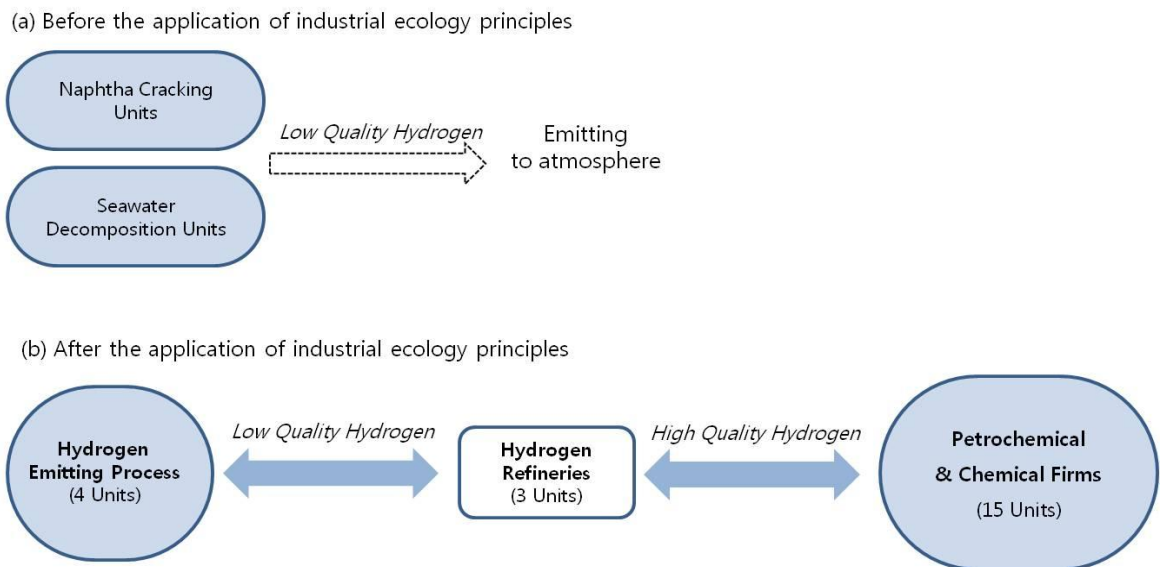 (a) Before the application of industrial ecology principles
Naphtha Cracking
Units
Low Quality Hydrogen
Emitting
to atmosphere
Seawater
Decomposition Units
(b) After the application of industrial ecology principles
Hydrogen
Emitting Process
(4 Units)
Low Quality Hydrogen
Hydrogen
Refineries
(3 Units)
High Quality Hydrogen
Petrochemical
& Chemical Firms
(15 Units)